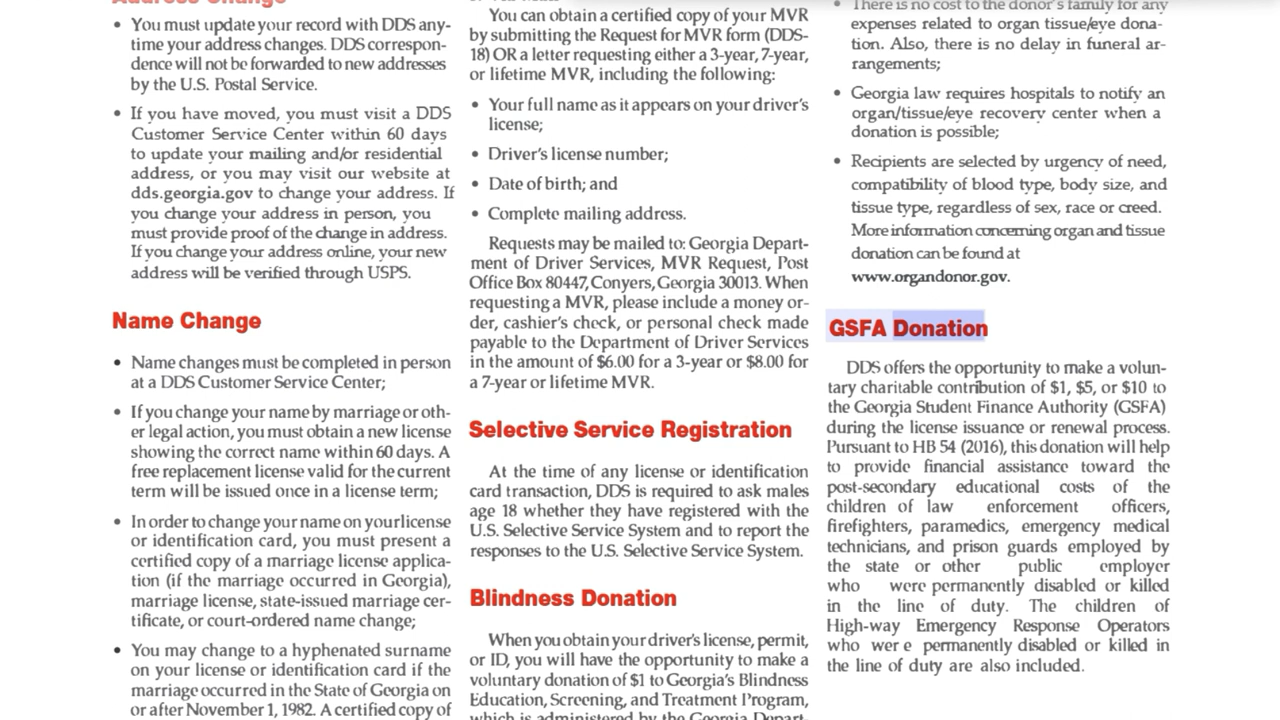 Address Change
• You must update your record with DDS any-
time your address changes. DDS correspon-
dence will not be forwarded to new addresses
by the U.S. Postal Service.
• If you have moved, you must visit a DDS
Customer Service Center within 60 days
to update your mailing and/or residential
address, or you may visit our website at
dds.georgia.gov to change your address. If
you change your address in person, you
must provide proof of the change in address.
If you change your address online, your new
address will be verified through USPS.
Name Change
• Name changes must be completed in person
at a DDS Customer Service Center;
• If you change your name by marriage or oth-
er legal action, you must obtain a new license
showing the correct name within 60 days. A
free replacement license valid for the current
term will be issued once in a license term;
• In order to change your name on yourlicense
or identification card, you must present a
certified copy of a marriage license applica-
tion (if the marriage occurred in Georgia),
marriage license, state-issued marriage cer-
tificate, or court-ordered name change;
• You may change to a hyphenated surname
on your license or identification card if the
marriage occurred in the State of Georgia on
or after November 1, 1982. A certified copy of
You can obtain a certified copy of your MVR
by submitting the Request for MVR form (DDS-
18) OR a letter requesting either a 3-year, 7-year,
or lifetime MVR, including the following:
• Your full name as it appears on your driver's
license;
• Driver's license number;
• Date of birth; and
• Complete mailing address.
Requests may be mailed to: Georgia Depart-
ment of Driver Services, MVR Request, Post
Office Box 80447, Conyers, Georgia 30013. When
requesting a MVR, please include a money or-
der, cashier's check, or personal check made
payable to the Department of Driver Services
in the amount of $6.00 for a 3-year or $8.00 for
a 7-year or lifetime MVR.
Selective Service Registration
At the time of any license or identification
card transaction, DDS is required to ask males
age 18 whether they have registered with the
U.S. Selective Service System and to report the
responses to the U.S. Selective Service System.
Blindness Donation
When you obtain your driver's license, permit,
or ID, you will have the opportunity to make a
voluntary donation of $1 to Georgia's Blindness
Education, Screening, and Treatment Program,
which is administered by the Georgia Depart-
• There is no cost to the donor's family for any
expenses related to organ tissue/eye dona-
tion. Also, there is no delay in funeral ar-
rangements;
• Georgia law requires hospitals to notify an
organ/tissue/eye recovery center when a
donation is possible;
• Recipients are selected by urgency of need,
compatibility of blood type, body size, and
tissue type, regardless of sex, race or creed.
More information concerning organ and tissue
donation can be found at
www.organdonor.gov.
GSFA Donation
DDS offers the opportunity to make a volun-
tary charitable contribution of $1, $5, or $10 to
the Georgia Student Finance Authority (GSFA)
during the license issuance or renewal process.
Pursuant to HB 54 (2016), this donation will help
to provide financial assistance toward the
post-secondary educational costs of the
children of law enforcement officers,
firefighters, paramedics, emergency medical
technicians, and prison guards employed by
the state or other public employer
who were permanently disabled or killed
in the line of duty. The children of
High-way Emergency Response Operators
who wer e permanently disabled or killed in
the line of duty are also included.